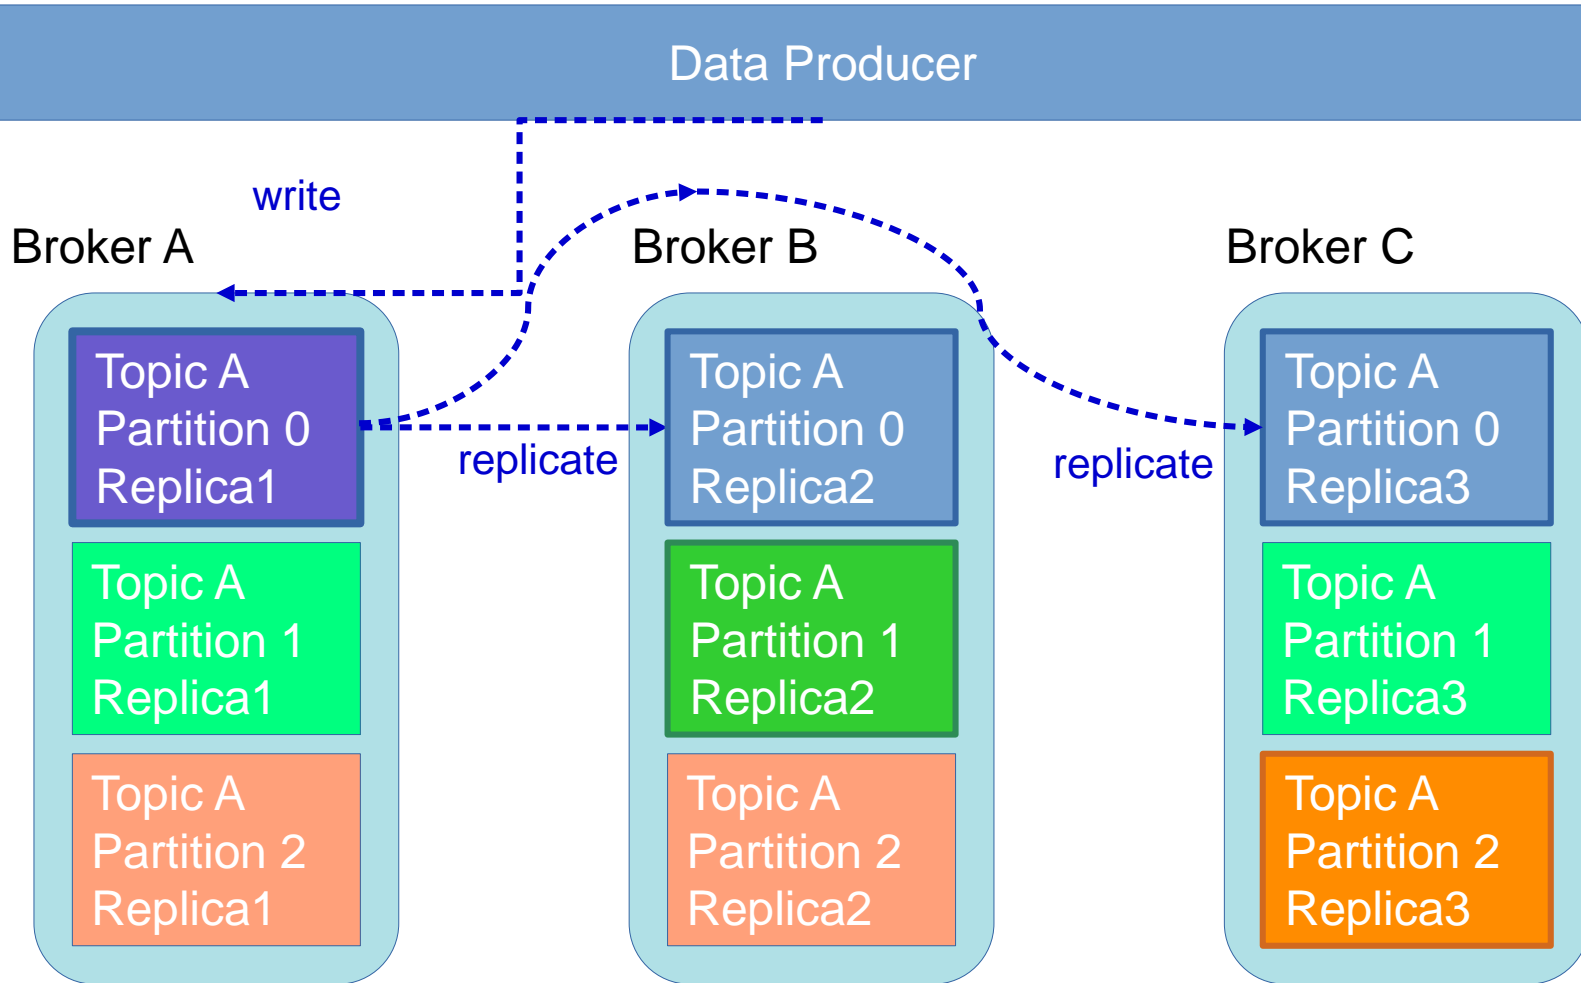 Data Producer
write
Broker A
Broker B
Broker C
Topic A
Partition 0
Replica1
replicate
Topic A
Partition 0
Replica2
replicate
Topic A
Partition 0
Replica3
Topic A
Partition 1
Replica1
Topic A
Partition 1
Replica2
Topic A
Partition 1
Replica3
Topic A
Partition 2
Replica1
Topic A
Partition 2
Replica2
Topic A
Partition 2
Replica3